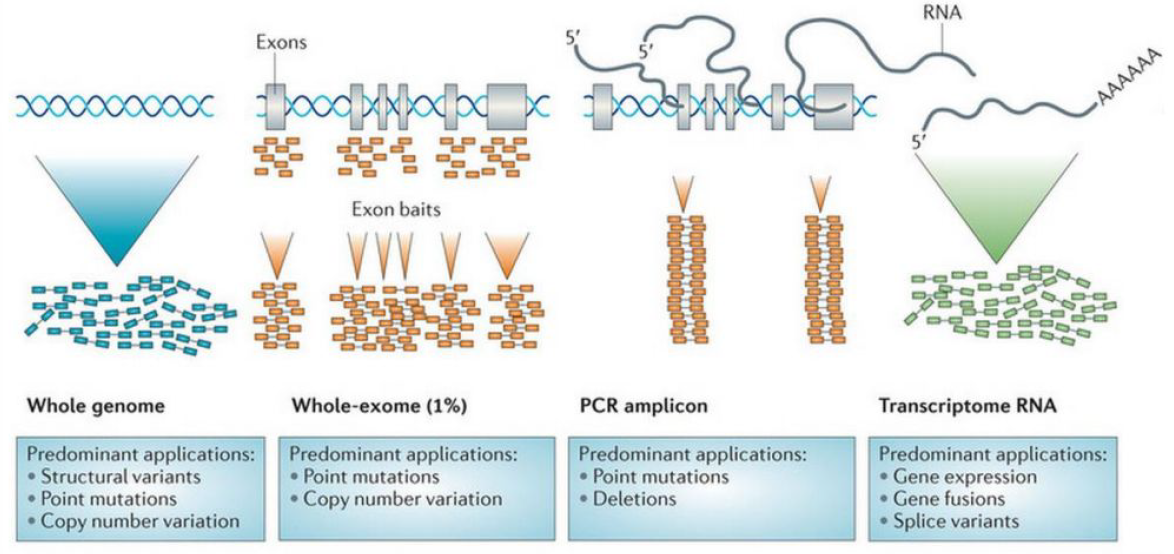 Exons
5′
5′
RNA
AAAAAA
5′
Exon baits
Whole genome
Predominant applications:
• Structural variants
• Point mutations
• Copy number variation
Whole-exome (1%)
Predominant applications:
• Point mutations
• Copy number variation
PCR amplicon
Predominant applications:
• Point mutations
• Deletions
Transcriptome RNA
Predominant applications:
• Gene expression
• Gene fusions
• Splice variants